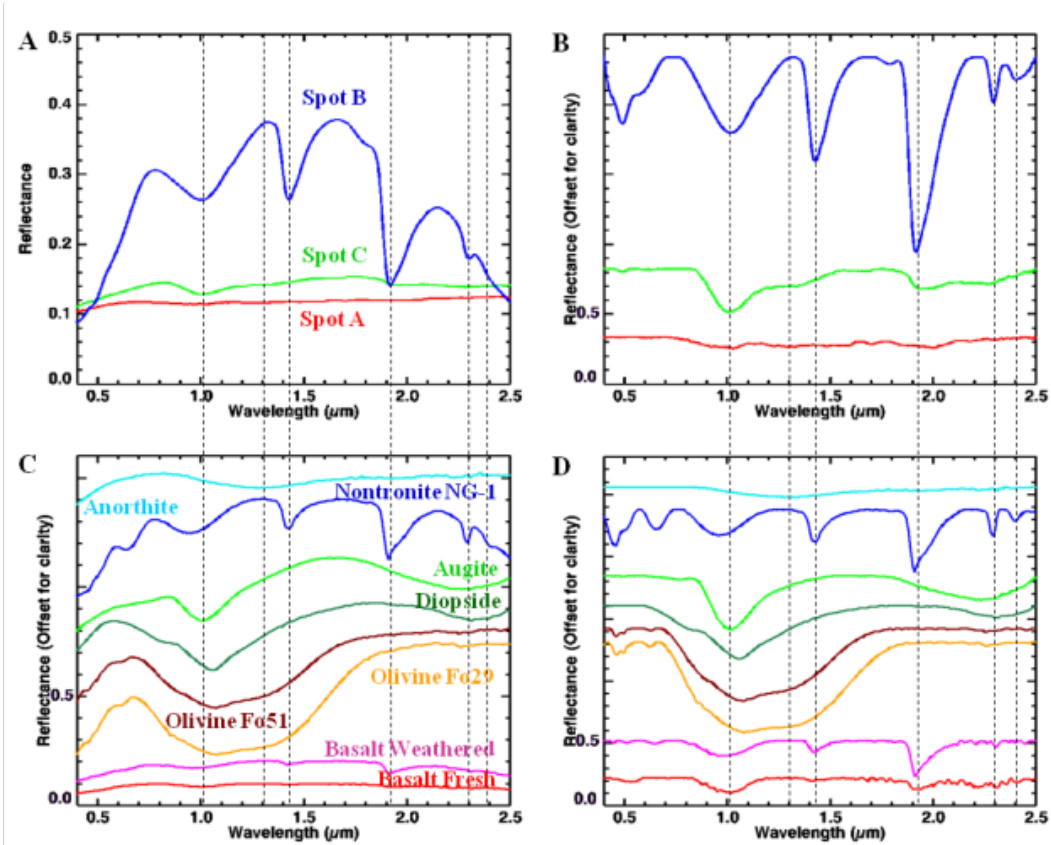 A
0.5
0.4
0.3
0.2
0.1
0.0
Reflectance
Spot B
Spot C
Spot A
0.5 1.0 1.5 2.0 2.5
Wavelength (µm)
B
0.5
0.0
Reflectance (Offset for clarity)
0.5 1.0 1.5 2.0 2.5
Wavelength (µm)
C
0.5
0.0
Reflectance (Offset for clarity)
Anorthite
Nontronite NG-1
Augite
Diopside
Olivine Fo29
Olivine Fo51
Basalt Weathered
Basalt Fresh
0.5 1.0 1.5 2.0 2.5
Wavelength (µm)
D
0.5
0.0
Reflectance (Offset for clarity)
0.5 1.0 1.5 2.0 2.5
Wavelength (µm)